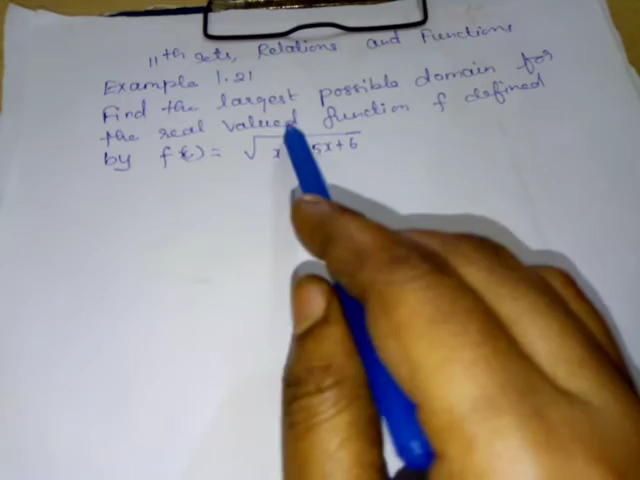 11th Sets, Relations and Functions
Example 1.21
Find the largest possible domain for
the real valued function f defined
by f(x) = √ x 5x+6